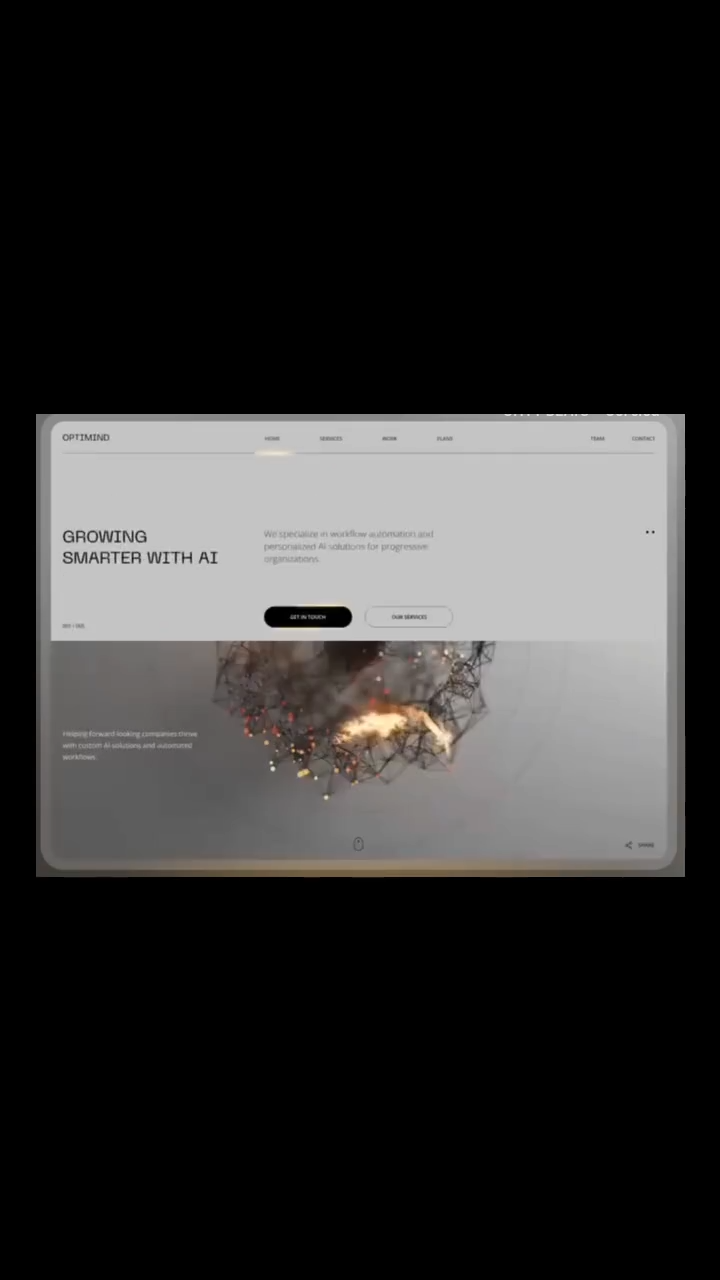 OPTIMIND
HOME SERVICES WORK PLANS TEAM CONTACT
GROWING
SMARTER WITH AI
We specialize in workflow automation and
personalized AI solutions for progressive
organizations.
GET IN TOUCH
OUR SERVICES
Helping forward-looking companies thrive
with custom AI-solutions and automated
workflows.
SHARE